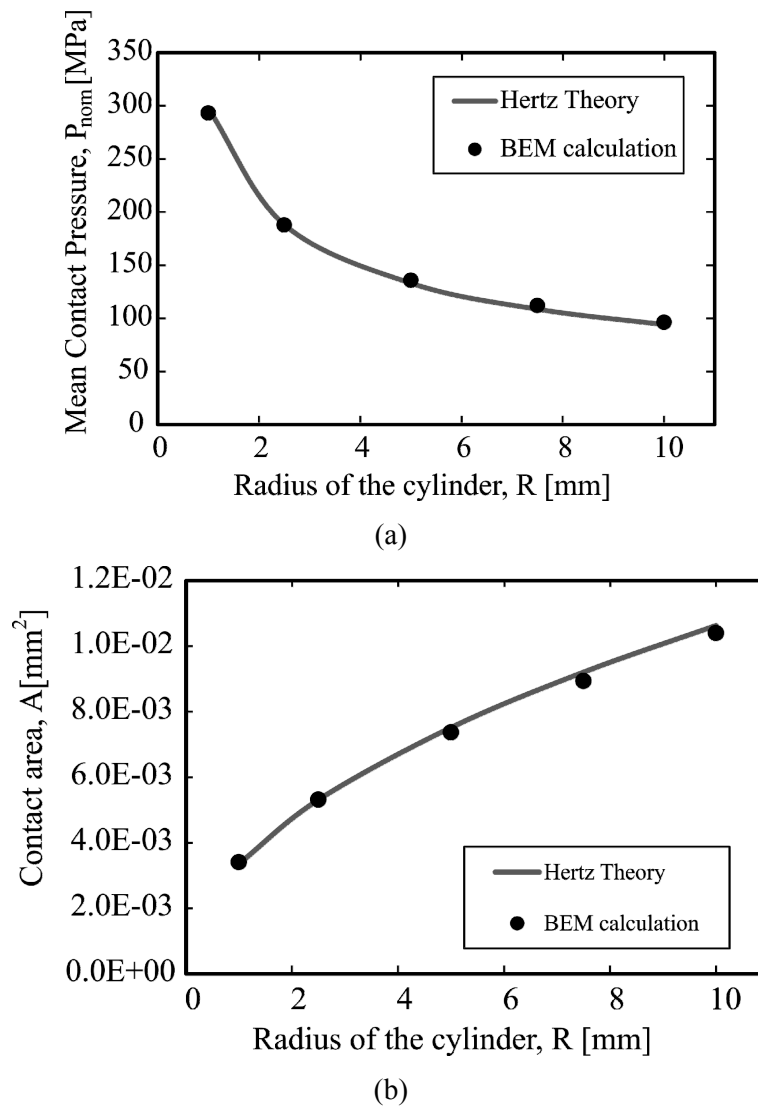 Mean Contact Pressure, Pnom [MPa]
350
300
250
200
150
100
50
0
Hertz Theory
BEM calculation
0 2 4 6 8 10
Radius of the cylinder, R [mm]
(a)
Contact area, A[mm²]
1.2E-02
1.0E-02
8.0E-03
6.0E-03
4.0E-03
2.0E-03
0.0E+00
Hertz Theory
BEM calculation
0 2 4 6 8 10
Radius of the cylinder, R [mm]
(b)